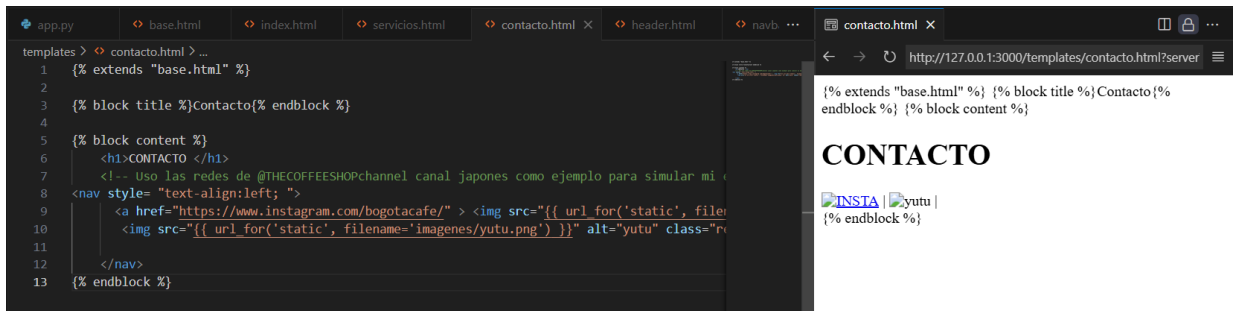 app.py base.html index.html servicios.html contacto.html header.html navb
contacto.html
templates > contacto.html > ...
http://127.0.0.1:3000/templates/contacto.html?server
1 {% extends "base.html" %}
2
3 {% block title %}Contacto{% endblock %}
4
5 {% block content %}
6 <h1>CONTACTO </h1>
7 <!-- Uso las redes de @THECOFFEESHOPchannel canal japones como ejemplo para simular mi
8 <nav style= "text-align:left; ">
9 <a href="https://www.instagram.com/bogotacafe/" > <img src="{{ url_for('static', filen
10 <img src="{{ url_for('static', filename='imagenes/yutu.png') }}" alt="yutu" class="re
11
12 </nav>
13 {% endblock %}
{% extends "base.html" %} {% block title %}Contacto{%
endblock %} {% block content %}
CONTACTO
INSTA | yutu |
{% endblock %}